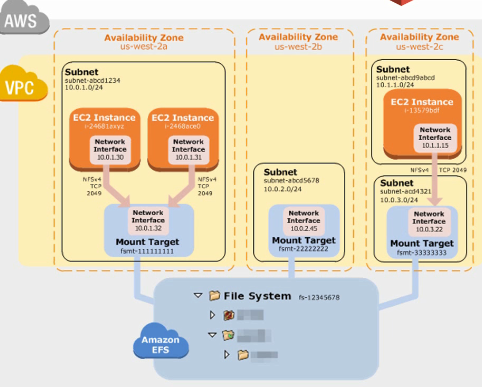 AWS
VPC
Availability Zone
us-west-2a
Availability Zone
us-west-2b
Availability Zone
us-west-2c
Subnet
subnet-abcd1234
10.0.1.0/24
EC2 Instance
EC2 Instance
i-2468ace0
Network
Interface
10.0.1.30
Network
Interface
10.0.1.31
NFSv4
TCP
2049
NFSv4
TCP
2049
Network
Interface
10.0.1.32
Mount Target
fsmt-111111111
Subnet
subnet-abcd5678
10.0.2.0/24
Network
Interface
10.0.2.45
Mount Target
fsmt-22222222
Subnet
subnet-abcd9abcd
10.1.1.0/24
EC2 Instance
i-13579bdf
Network
Interface
10.1.1.15
NFSv4 TCP 2049
Subnet
subnet-acd4321
10.0.3.0/24
Network
Interface
10.0.3.22
Mount Target
fsmt-33333333
File System fs-12345678
Amazon
EFS